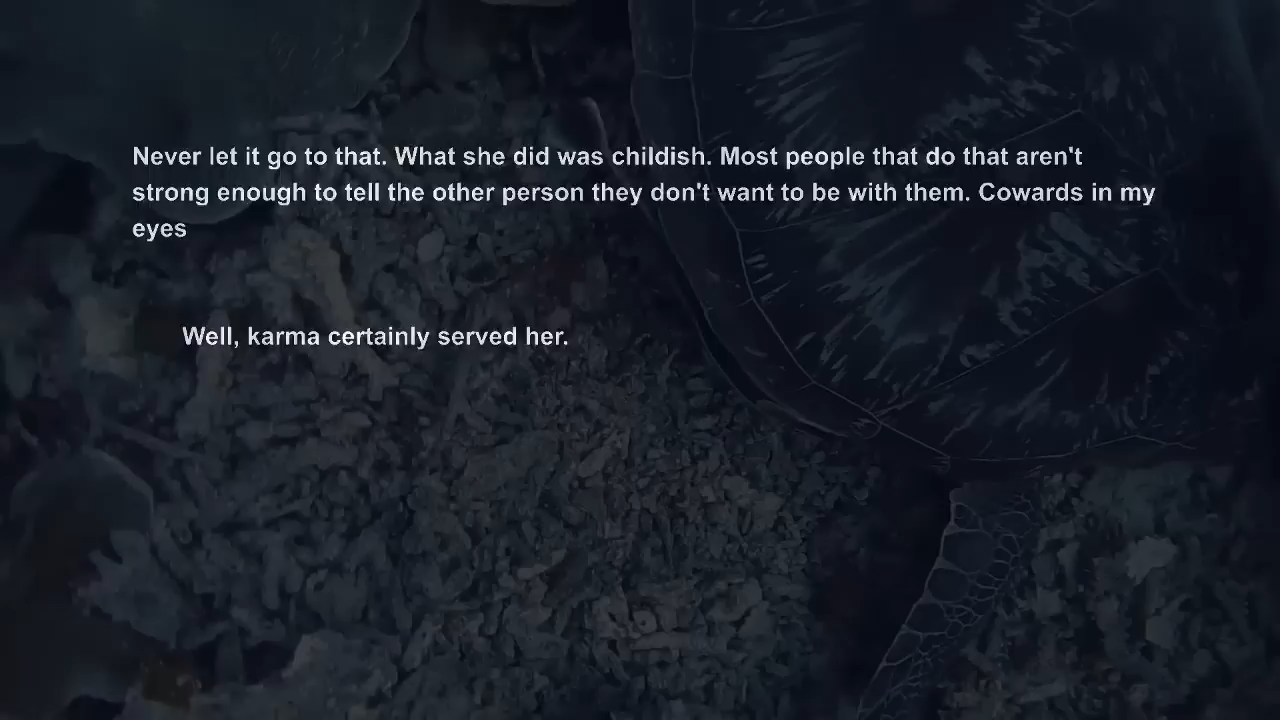 Never let it go to that. What she did was childish. Most people that do that aren't
strong enough to tell the other person they don't want to be with them. Cowards in my
eyes
Well, karma certainly served her.